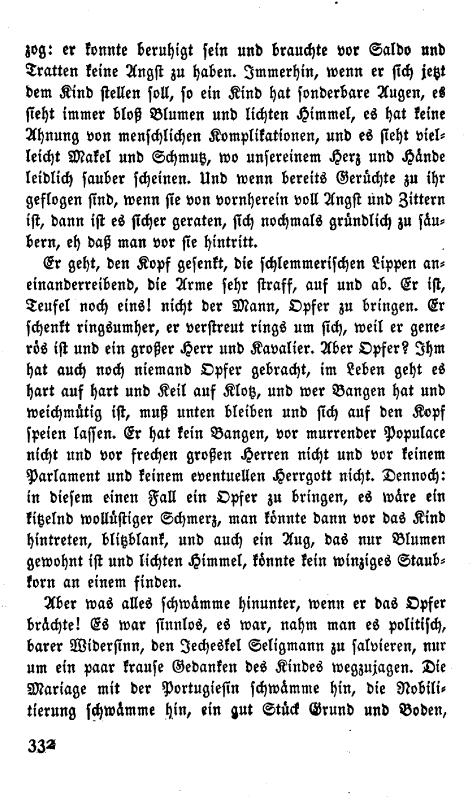 zog: er konnte beruhigt sein und brauchte vor Saldo und
Tratten keine Angst zu haben. Immerhin, wenn er sich jetzt
dem Kind stellen soll, so ein Kind hat sonderbare Augen, es
sieht immer bloß Blumen und lichten Himmel, es hat keine
Ahnung von menschlichen Komplikationen, und es sieht viel-
leicht Makel und Schmutz, wo unsereinem Herz und Hände
leidlich sauber scheinen. Und wenn bereits Gerüchte zu ihr
geflogen sind, wenn sie von vornherein voll Angst und Zittern
ist, dann ist es sicher geraten, sich nochmals gründlich zu säu-
bern, eh daß man vor sie hintritt.
Er geht, den Kopf gesenkt, die schlemmerischen Lippen an-
einanderreibend, die Arme sehr straff, auf und ab. Er ist,
Teufel noch eins! nicht der Mann, Opfer zu bringen. Er
schenkt ringsumher, er verstreut rings um sich, weil er gene-
rös ist und ein großer Herr und Kavalier. Aber Opfer? Ihm
hat auch noch niemand Opfer gebracht, im Leben geht es
hart auf hart und Keil auf Klotz, und wer Bangen hat und
weichmütig ist, muß unten bleiben und sich auf den Kopf
speien lassen. Er hat kein Bangen, vor murrender Populace
nicht und vor frechen großen Herren nicht und vor keinem
Parlament und keinem eventuellen Herrgott nicht. Dennoch:
in diesem einen Fall ein Opfer zu bringen, es wäre ein
kitzelnd wollüstiger Schmerz, man könnte dann vor das Kind
hintreten, blitzblank, und auch ein Aug, das nur Blumen
gewohnt ist und lichten Himmel, könnte kein winziges Staub-
korn an einem finden.
Aber was alles schwämme hinunter, wenn er das Opfer
brächte! Es war sinnlos, es war, nahm man es politisch,
barer Widersinn, den Jecheskel Seligmann zu salvieren, nur
um ein paar krause Gedanken des Kindes wegzujagen. Die
Mariage mit der Portugiesin schwämme hin, die Nobili-
tierung schwämme hin, ein gut Stück Grund und Boden,
332